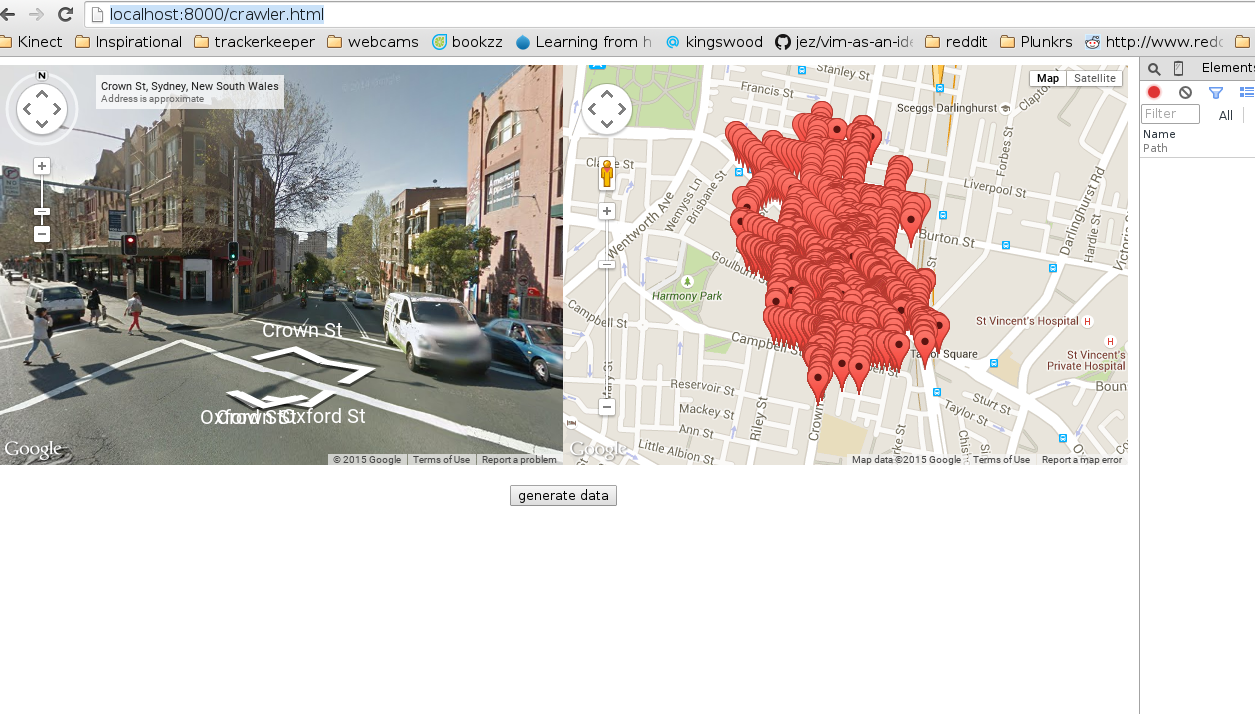 localhost:8000/crawler.html
Kinect Inspirational trackerkeeper webcams bookzz Learning from h kingswood jez/vim-as-an-ide reddit Plunkrs http://www.redd
Elements
Filter All
Name
Path
N
Crown St, Sydney, New South Wales
Address is approximate
American
Apparel
Crown St
Oxford St
Crown St
Oxford St
Google
© 2015 Google Terms of Use Report a problem
Map Satellite
Stanley St
Francis St
Sceggs Darlinghurst
Forbes St
Liverpool St
Darlinghurst Rd
Hardie St
Victoria
Wentworth Ave
Wemyss Ln
Brisbane St
Burton St
Goulburn
Harmony Park
Campbell St
Campbell St
St Vincent's Hospital H
H
St Vincent's
Private Hospital
Taylor Square
Reservoir St
Mackey St
Ann St
Little Albion St
Mary St
Riley St
Crown
Sturt St
Taylor St
Boun
Google
Map data ©2015 Google Terms of Use Report a map error
generate data